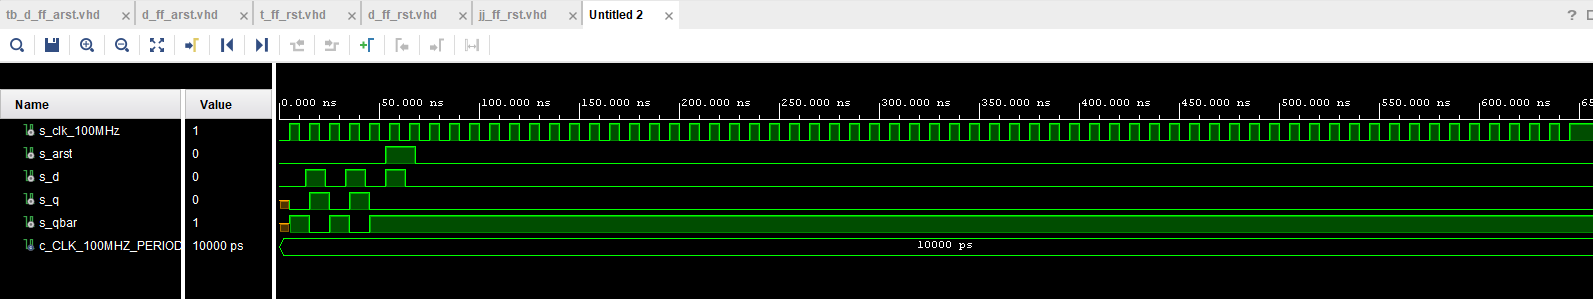 tb_d_ff_arst.vhd × d_ff_arst.vhd × t_ff_rst.vhd × d_ff_rst.vhd × jj_ff_rst.vhd × Untitled 2 × ?
0.000 ns 50.000 ns 100.000 ns 150.000 ns 200.000 ns 250.000 ns 300.000 ns 350.000 ns 400.000 ns 450.000 ns 500.000 ns 550.000 ns 600.000 ns 65
Name Value
s_clk_100MHz 1
s_arst 0
s_d 0
s_q 0
s_qbar 1
c_CLK_100MHZ_PERIOD 10000 ps 10000 ps